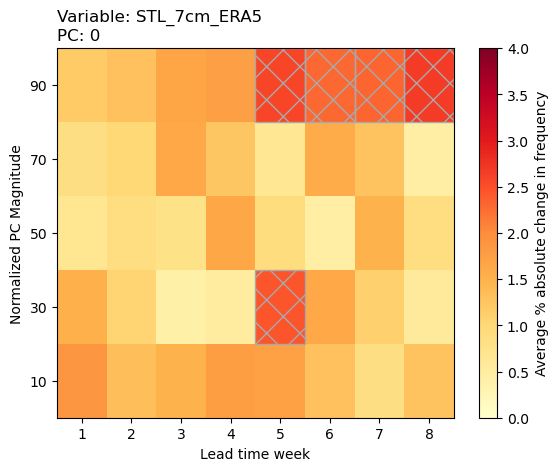 Variable: STL_7cm_ERA5
PC: 0
90
70
50
30
10
Normalized PC Magnitude
1 2 3 4 5 6 7 8
Lead time week
4.0
3.5
3.0
2.5
2.0
1.5
1.0
0.5
0.0
Average % absolute change in frequency